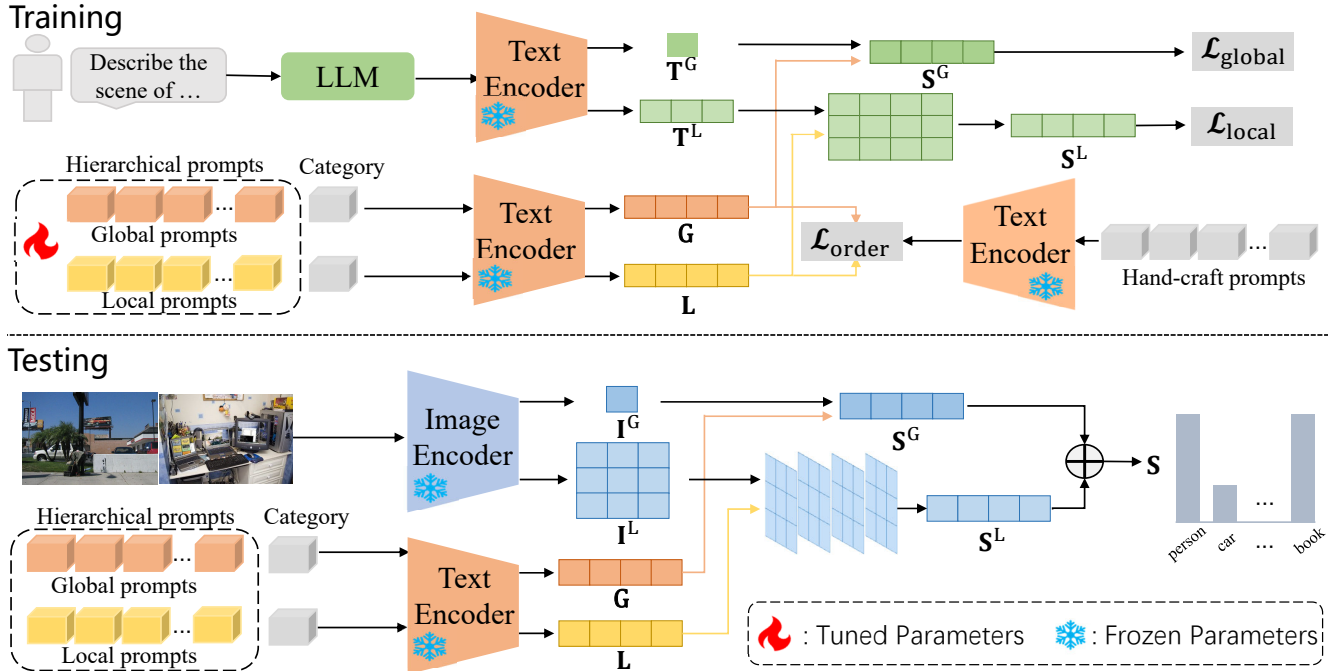 Training
Describe the
scene of ...
LLM
Text
Encoder
T^G
T^L
S^G
S^L
ℒ_global
ℒ_local
Hierarchical prompts
Category
...
Global prompts
...
Local prompts
Text
Encoder
G
L
ℒ_order
Text
Encoder
...
Hand-craft prompts
Testing
Image
Encoder
I^G
I^L
S^G
S^L
S
...
person
car
...
book
Hierarchical prompts
Category
...
Global prompts
...
Local prompts
Text
Encoder
G
L
: Tuned Parameters
: Frozen Parameters